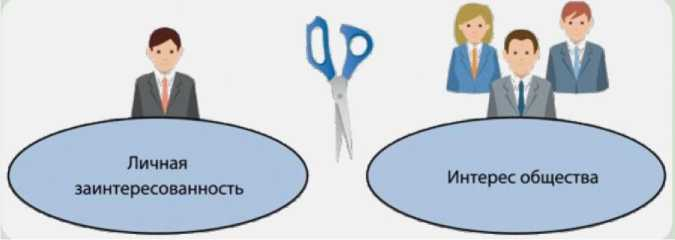 Личная
заинтересованность
Интерес общества